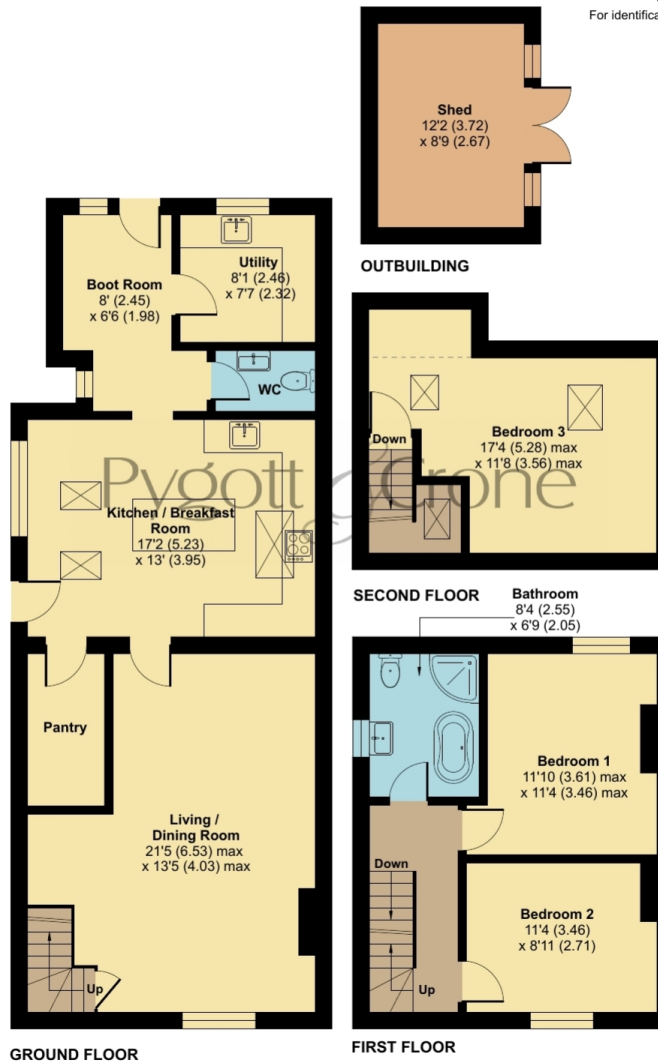 For identifica
Shed
12'2 (3.72)
x 8'9 (2.67)
OUTBUILDING
Boot Room
8' (2.45)
x 6'6 (1.98)
Utility
8'1 (2.46)
x 7'7 (2.32)
WC
Kitchen / Breakfast
Room
17'2 (5.23)
x 13' (3.95)
Pantry
Living /
Dining Room
21'5 (6.53) max
x 13'5 (4.03) max
Up
GROUND FLOOR
Down
Bedroom 3
17'4 (5.28) max
x 11'8 (3.56) max
SECOND FLOOR
Bathroom
8'4 (2.55)
x 6'9 (2.05)
Bedroom 1
11'10 (3.61) max
x 11'4 (3.46) max
Down
Up
Bedroom 2
11'4 (3.46)
x 8'11 (2.71)
FIRST FLOOR
Pygott & Crone